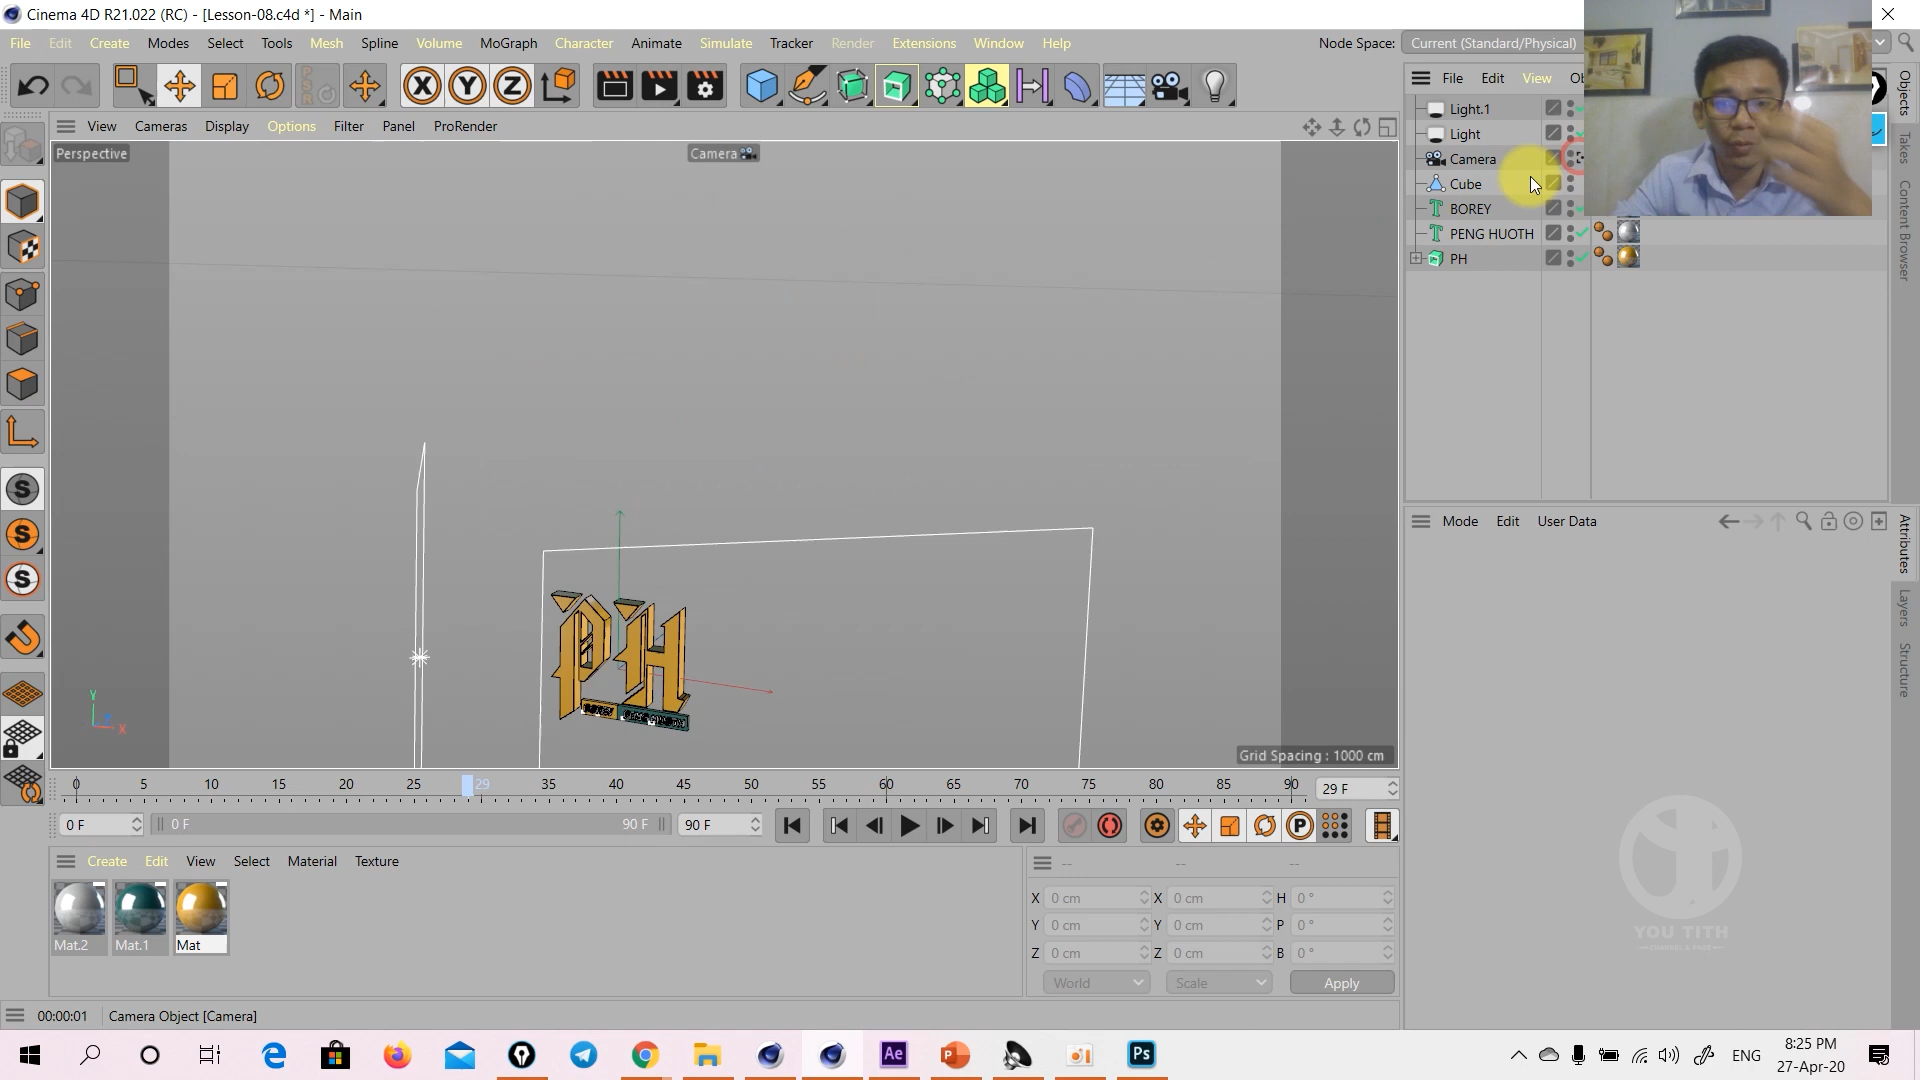 Cinema 4D R21.022 (RC) - [Lesson-08.c4d *] - Main
File Edit Create Modes Select Tools Mesh Spline Volume MoGraph Character Animate Simulate Tracker Render Extensions Window Help
Node Space: Current (Standard/Physical)
View Cameras Display Options Filter Panel ProRender
Perspective
Camera
Grid Spacing : 1000 cm
PH
File Edit View
Light.1
Light
Camera
Cube
BOREY
PENG HUOTH
PH
Objects
Takes
Content Browser
Mode Edit User Data
Attributes
Layers
Structure
YOU TITH
0 5 10 15 20 25 29 35 40 45 50 55 60 65 70 75 80 85 90
29 F
0 F
0 F
90 F
90 F
Create Edit View Select Material Texture
Mat.2
Mat.1
Mat
-- -- --
X 0 cm X 0 cm H 0 °
Y 0 cm Y 0 cm P 0 °
Z 0 cm Z 0 cm B 0 °
World Scale Apply
00:00:01 Camera Object [Camera]
Ae
Ps
ENG
8:25 PM
27-Apr-20